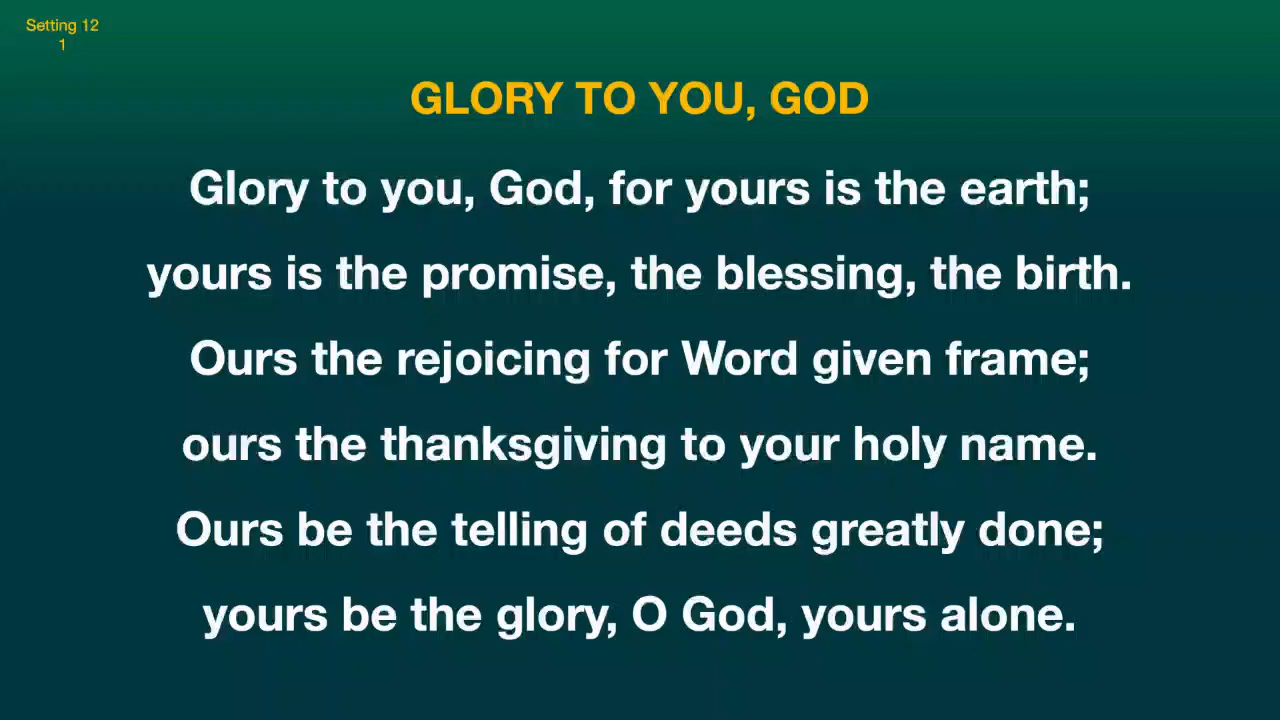 Setting 12
1
GLORY TO YOU, GOD
Glory to you, God, for yours is the earth;
yours is the promise, the blessing, the birth.
Ours the rejoicing for Word given frame;
ours the thanksgiving to your holy name.
Ours be the telling of deeds greatly done;
yours be the glory, O God, yours alone.